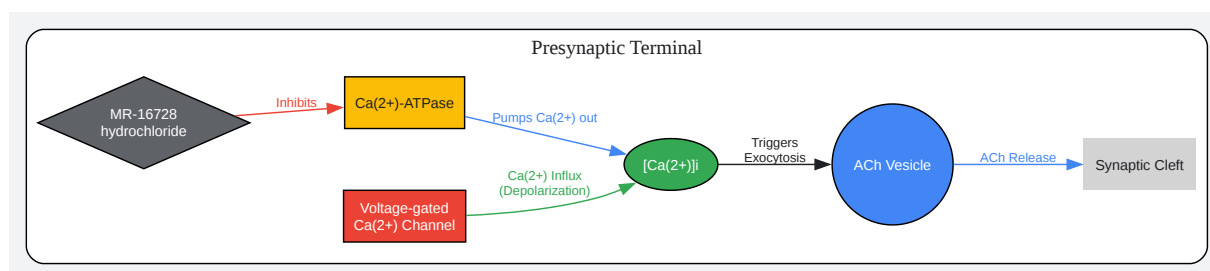 Presynaptic Terminal
MR-16728
hydrochloride
Inhibits
Ca(2+)-ATPase
Pumps Ca(2+) out
Voltage-gated
Ca(2+) Channel
Ca(2+) Influx
(Depolarization)
[Ca(2+)]i
Triggers
Exocytosis
ACh Vesicle
ACh Release
Synaptic Cleft